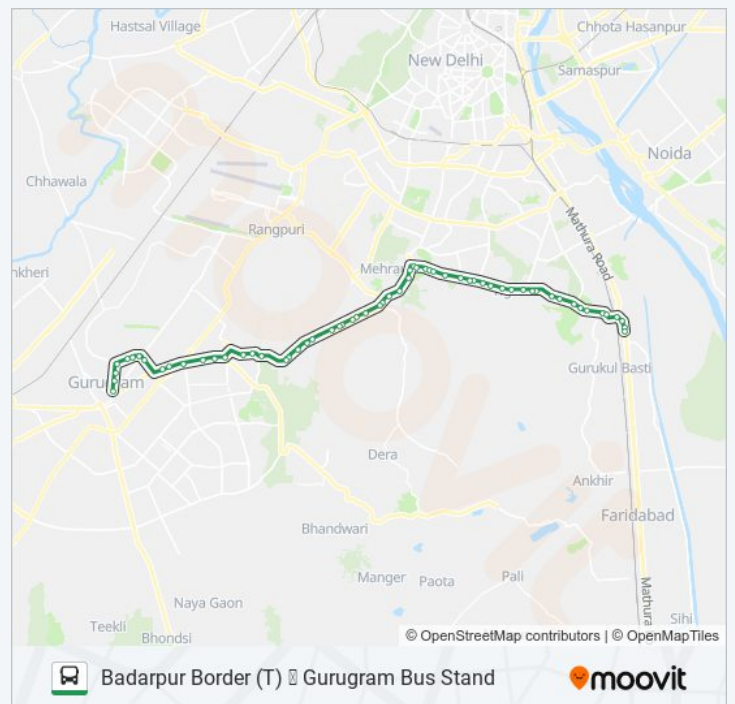 Hastsal Village
Chhota Hasanpur
New Delhi
Samaspur
Noida
Chhawala
Mathura Road
Rangpuri
nkheri
Mehra
Gurukul Basti
Gurugram
Dera
Ankhir
Faridabad
Bhandwari
Manger
Paota
Pali
Naya Gaon
Mathura
Sihi
Teekli
Bhondsi
© OpenStreetMap contributors | © OpenMapTiles
Badarpur Border (T) Gurugram Bus Stand
moovit